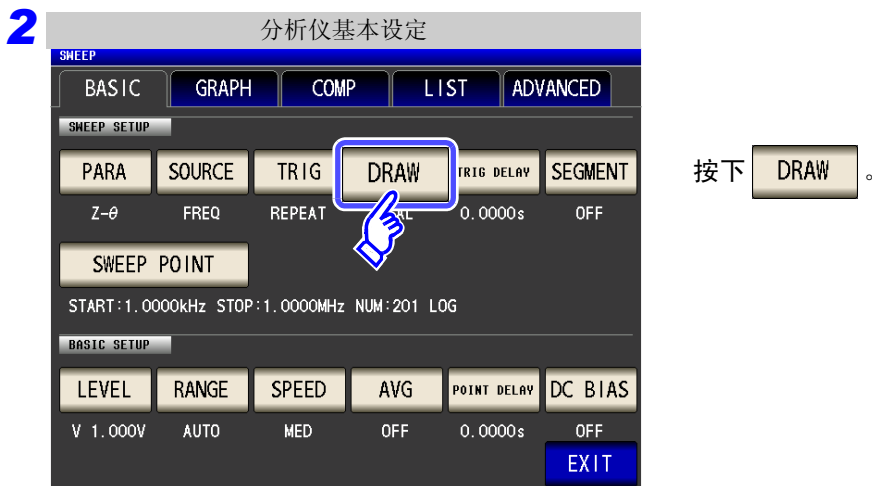 2
分析仪基本设定
SWEEP
BASIC GRAPH COMP LIST ADVANCED
SWEEP SETUP
PARA SOURCE TRIG DRAW TRIG DELAY SEGMENT
Z-θ FREQ REPEAT AL 0.0000s OFF
按下 DRAW 。
SWEEP POINT
START:1.0000kHz STOP:1.0000MHz NUM:201 LOG
BASIC SETUP
LEVEL RANGE SPEED AVG POINT DELAY DC BIAS
V 1.000V AUTO MED OFF 0.0000s OFF
EXIT